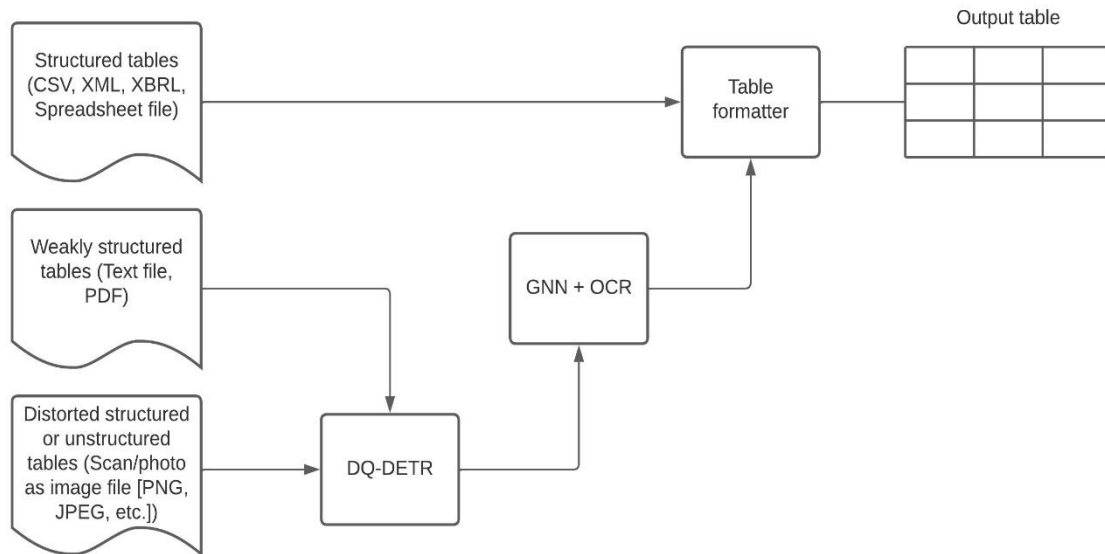 Output table
Structured tables
(CSV, XML, XBRL,
Spreadsheet file)
Table
formatter
Weakly structured
tables (Text file,
PDF)
GNN + OCR
Distorted structured
or unstructured
tables (Scan/photo
as image file [PNG,
JPEG, etc.])
DQ-DETR